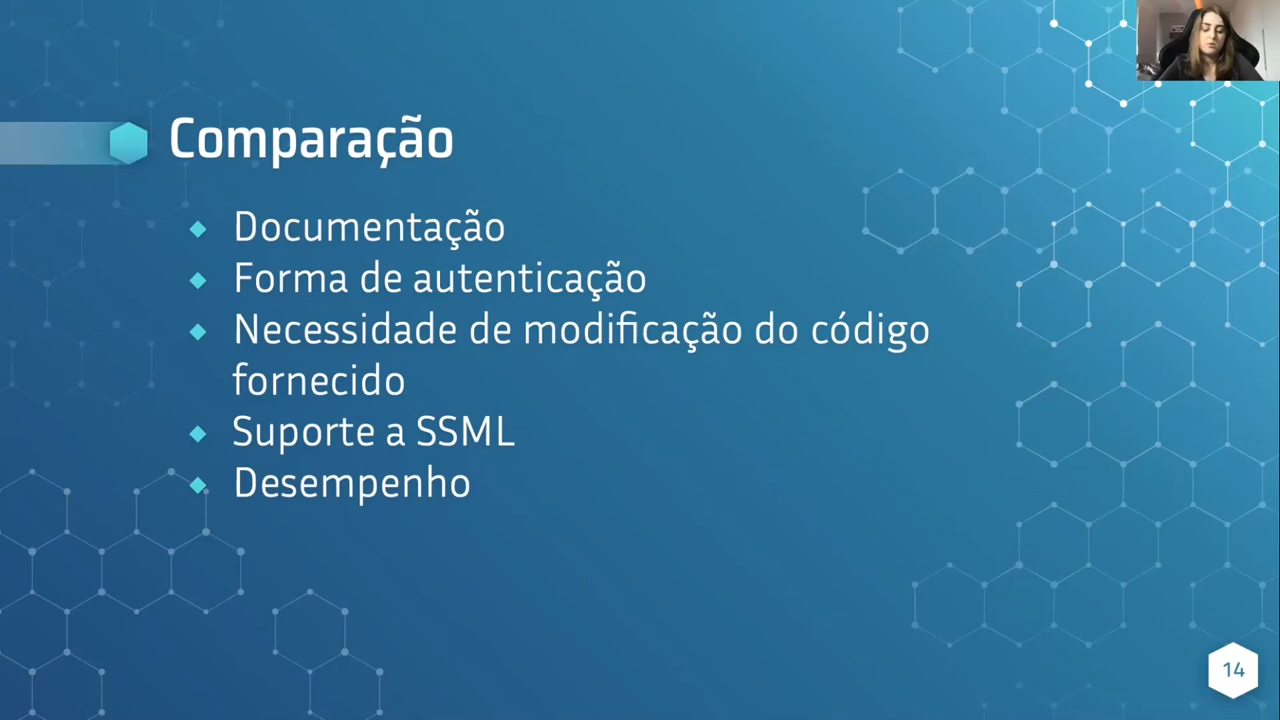 Comparação
Documentação
Forma de autenticação
Necessidade de modificação do código
fornecido
Suporte a SSML
Desempenho
14